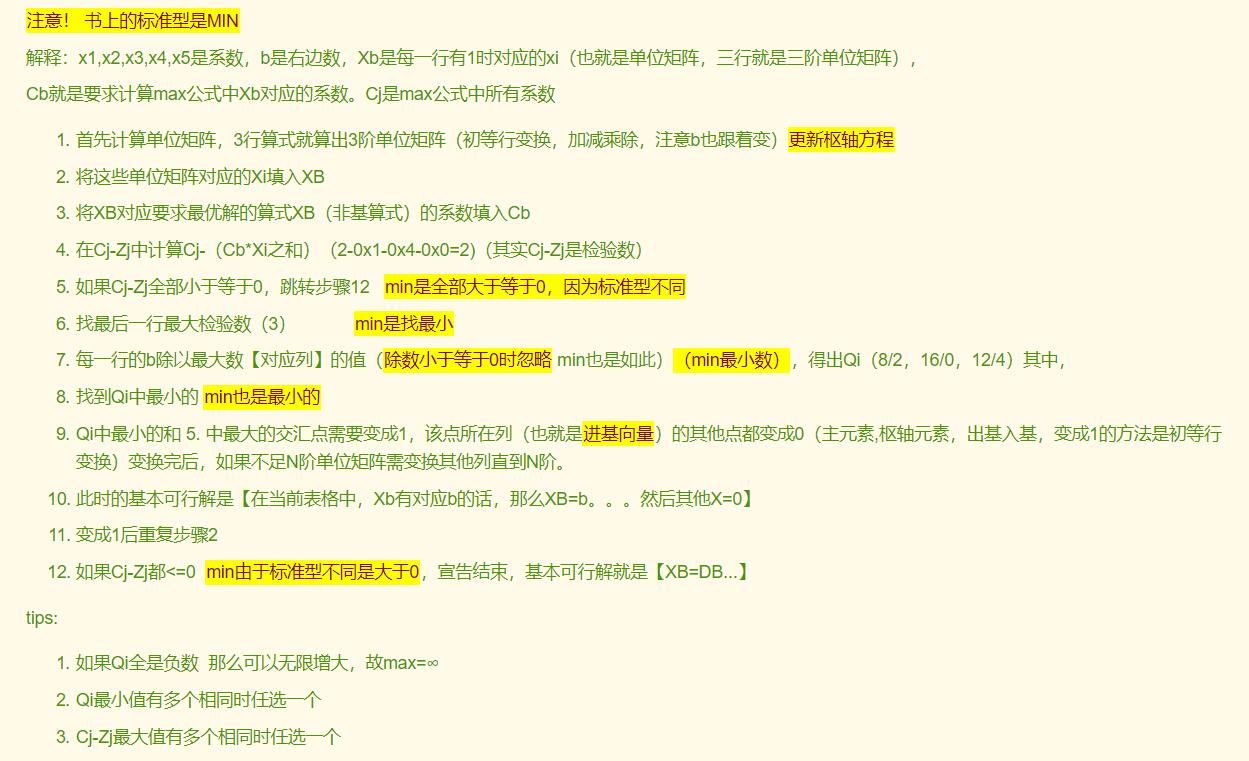 注意！ 书上的标准型是MIN
解释：x1,x2,x3,x4,x5是系数，b是右边数，Xb是每一行有1时对应的xi（也就是单位矩阵，三行就是三阶单位矩阵），
Cb就是要求计算max公式中Xb对应的系数。Cj是max公式中所有系数
1. 首先计算单位矩阵，3行算式就算出3阶单位矩阵（初等行变换，加减乘除，注意b也跟着变）更新枢轴方程
2. 将这些单位矩阵对应的Xi填入XB
3. 将XB对应要求最优解的算式XB（非基算式）的系数填入Cb
4. 在Cj-Zj中计算Cj-（Cb*Xi之和）（2-0x1-0x4-0x0=2）（其实Cj-Zj是检验数）
5. 如果Cj-Zj全部小于等于0，跳转步骤12 min是全部大于等于0，因为标准型不同
6. 找最后一行最大检验数（3） min是找最小
7. 每一行的b除以最大数【对应列】的值（除数小于等于0时忽略 min也是如此）（min最小数），得出Qi（8/2，16/0，12/4）其中，
8. 找到Qi中最小的 min也是最小的
9. Qi中最小的和 5. 中最大的交汇点需要变成1，该点所在列（也就是进基向量）的其他点都变成0（主元素,枢轴元素，出基入基，变成1的方法是初等行
变换）变换完后，如果不足N阶单位矩阵需变换其他列直到N阶。
10. 此时的基本可行解是【在当前表格中，Xb有对应b的话，那么XB=b。。。然后其他X=0】
11. 变成1后重复步骤2
12. 如果Cj-Zj都<=0 min由于标准型不同是大于0，宣告结束，基本可行解就是【XB=DB...】
tips:
1. 如果Qi全是负数 那么可以无限增大，故max=∞
2. Qi最小值有多个相同时任选一个
3. Cj-Zj最大值有多个相同时任选一个